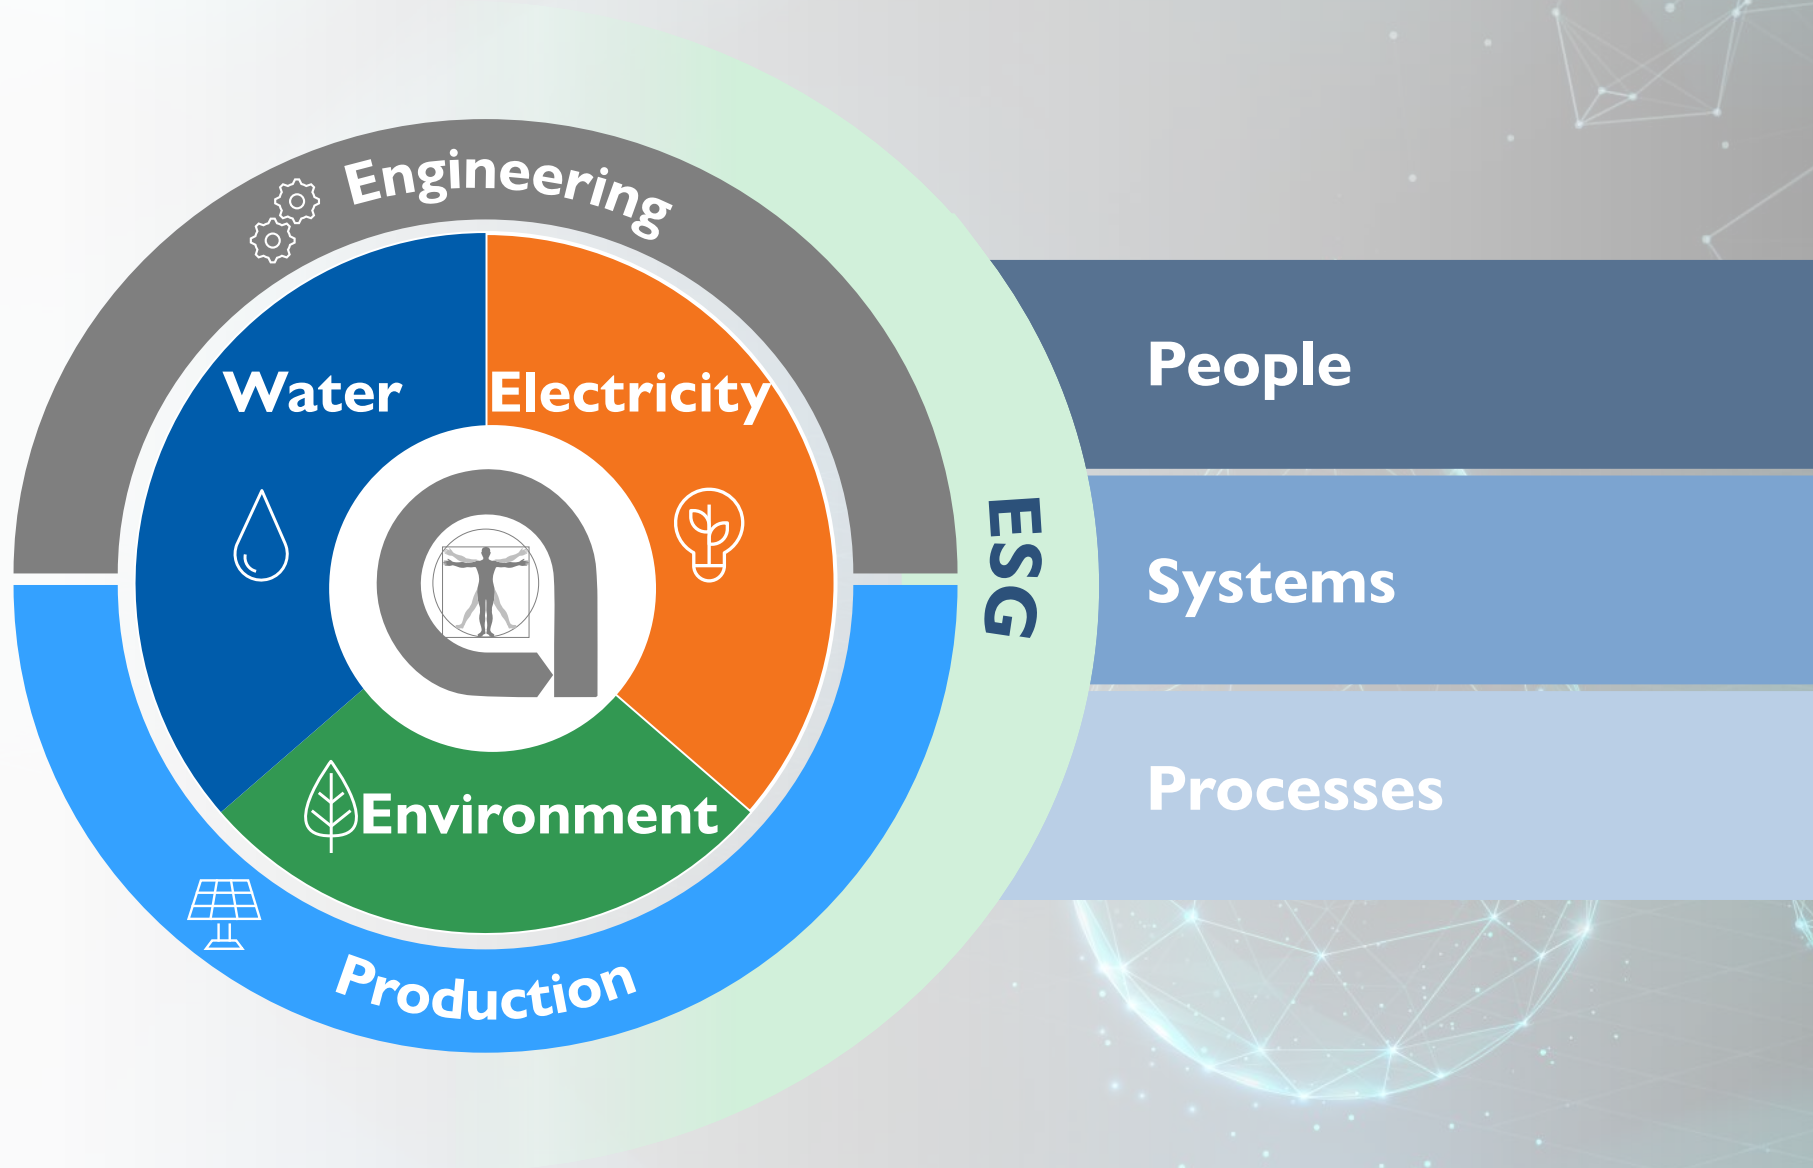 Engineering
Water
Electricity
Environment
Production
ESG
People
Systems
Processes